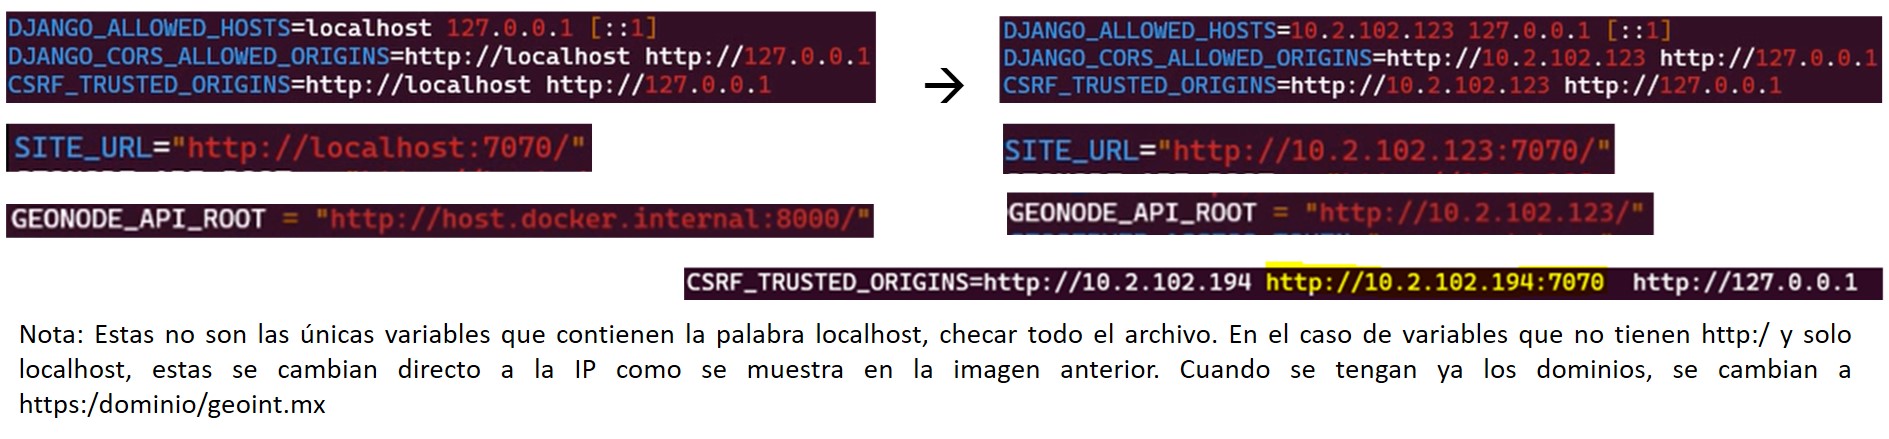 DJANGO_ALLOWED_HOSTS=localhost 127.0.0.1 [::1]
DJANGO_CORS_ALLOWED_ORIGINS=http://localhost http://127.0.0.1
CSRF_TRUSTED_ORIGINS=http://localhost http://127.0.0.1
→
DJANGO_ALLOWED_HOSTS=10.2.102.123 127.0.0.1 [::1]
DJANGO_CORS_ALLOWED_ORIGINS=http://10.2.102.123 http://127.0.0.1
CSRF_TRUSTED_ORIGINS=http://10.2.102.123 http://127.0.0.1
SITE_URL="http://localhost:7070/"
SITE_URL="http://10.2.102.123:7070/"
GEONODE_API_ROOT = "http://host.docker.internal:8000/"
GEONODE_API_ROOT = "http://10.2.102.123/"
CSRF_TRUSTED_ORIGINS=http://10.2.102.194 http://10.2.102.194:7070 http://127.0.0.1
Nota: Estas no son las únicas variables que contienen la palabra localhost, checar todo el archivo. En el caso de variables que no tienen http:/ y solo
localhost, estas se cambian directo a la IP como se muestra en la imagen anterior. Cuando se tengan ya los dominios, se cambian a
https:/dominio/geoint.mx